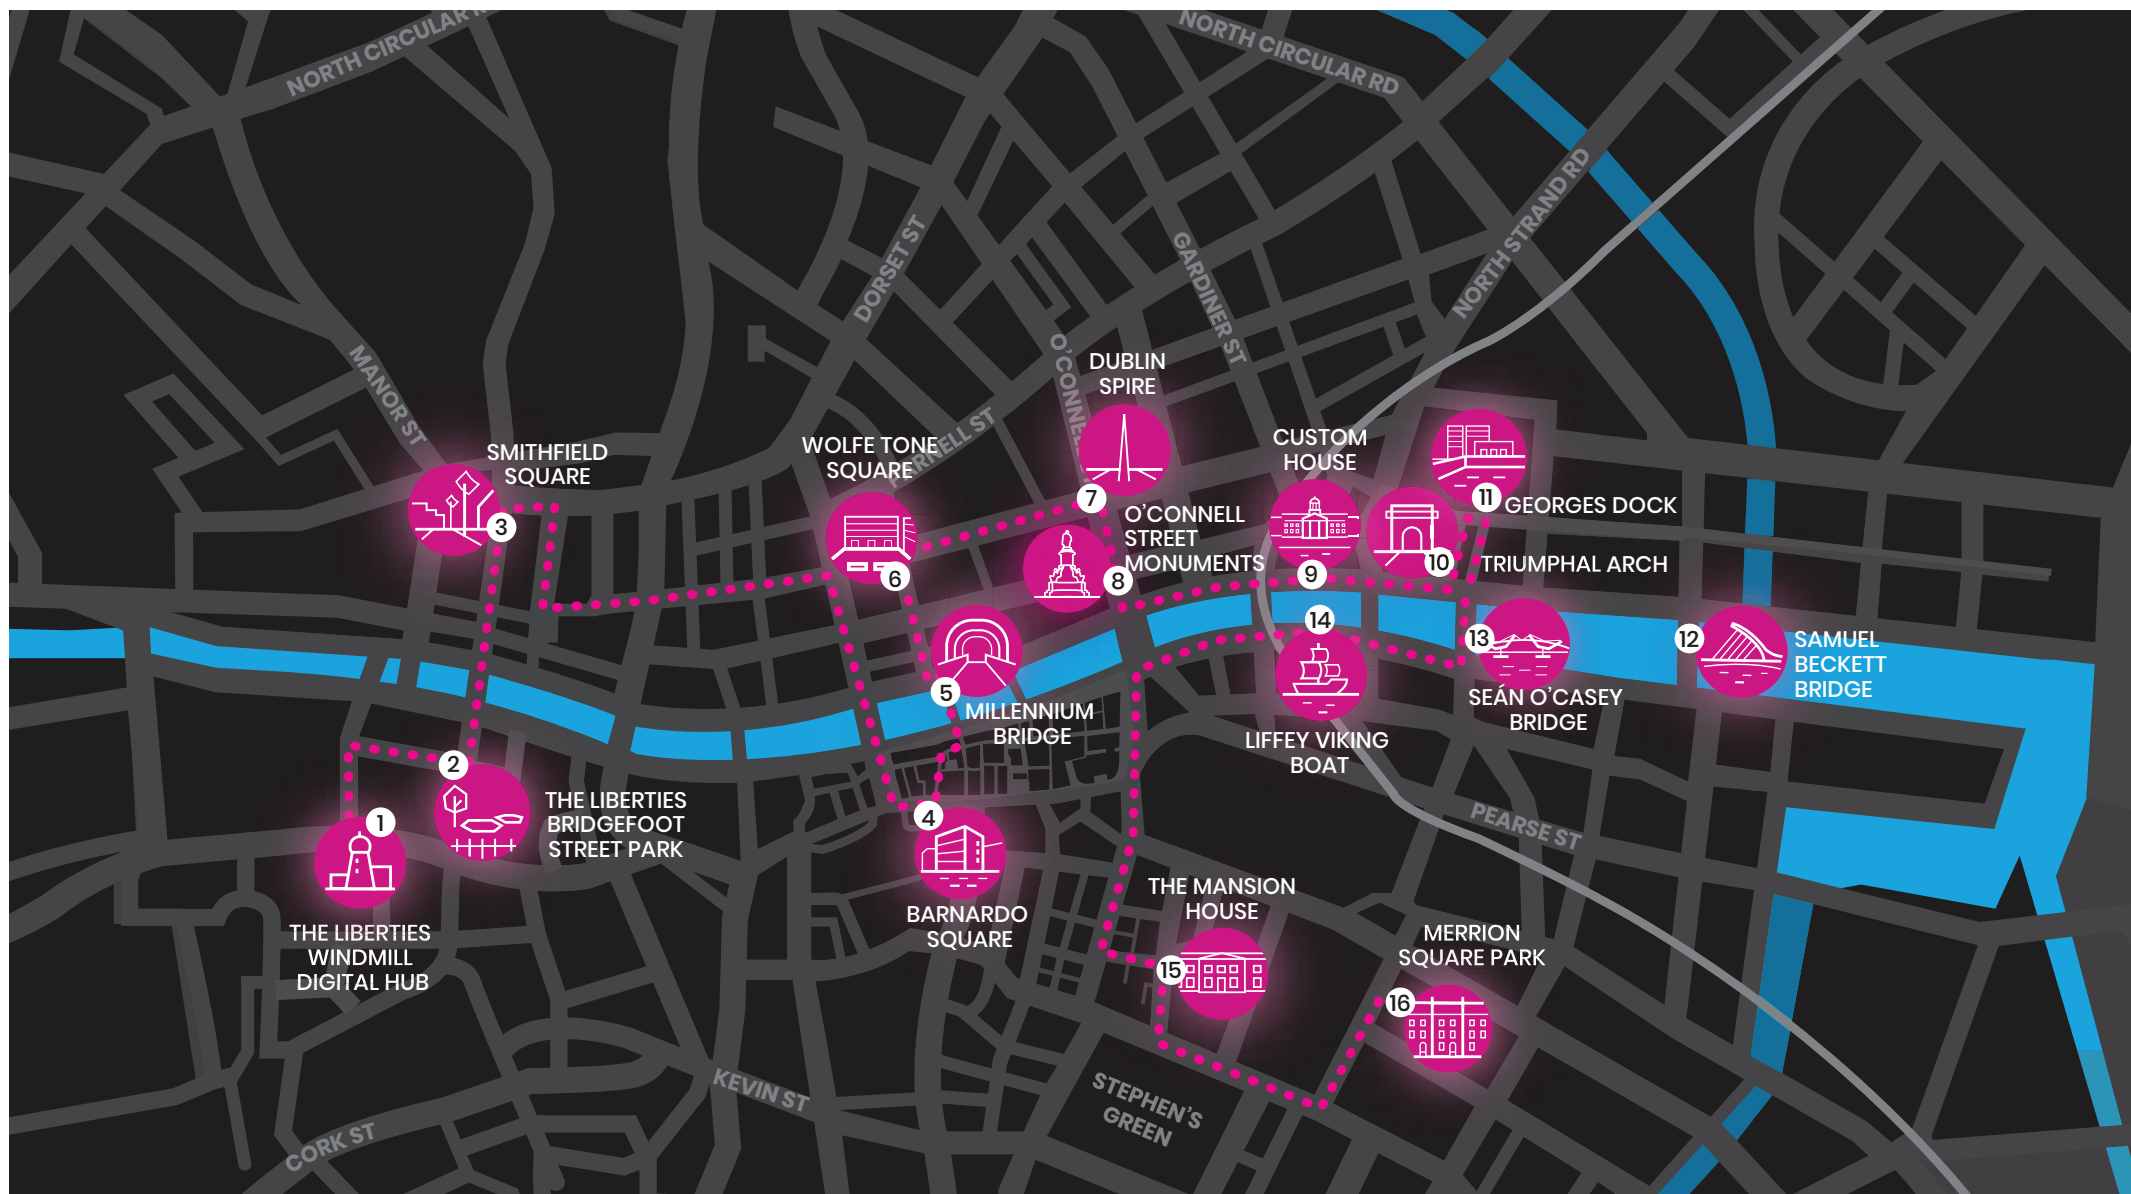 NORTH CIRCULAR R
NORTH CIRCULAR RD
NORTH STRAND RD
DORSET ST
GARDINER ST
MANOR ST
O'CONNEL
ARNELL ST
DUBLIN
SPIRE
7
SMITHFIELD
SQUARE
3
WOLFE TONE
SQUARE
6
CUSTOM
HOUSE
9
11
GEORGES DOCK
O'CONNELL
STREET
MONUMENTS
8
10
TRIUMPHAL ARCH
14
13
12
SAMUEL
BECKETT
BRIDGE
SEÁN O'CASEY
BRIDGE
5
MILLENNIUM
BRIDGE
LIFFEY VIKING
BOAT
2
THE LIBERTIES
BRIDGEFOOT
STREET PARK
1
THE LIBERTIES
WINDMILL
DIGITAL HUB
4
BARNARDO
SQUARE
PEARSE ST
THE MANSION
HOUSE
15
MERRION
SQUARE PARK
16
KEVIN ST
STEPHEN'S
GREEN
CORK ST